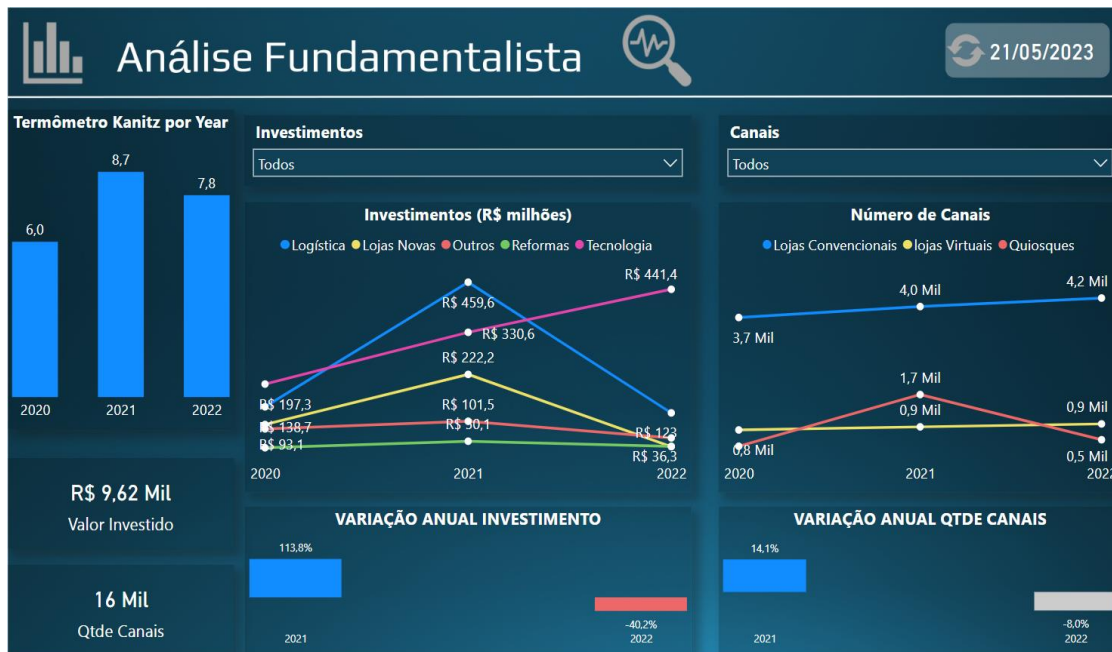 Análise Fundamentalista
21/05/2023
Termômetro Kanitz por Year
8,7
7,8
6,0
2020 2021 2022
R$ 9,62 Mil
Valor Investido
16 Mil
Qtde Canais
Investimentos
Todos
Investimentos (R$ milhões)
Logística Lojas Novas Outros Reformas Tecnologia
R$ 441,4
R$ 459,6
R$ 330,6
R$ 222,2
R$ 197,3
R$ 101,5
R$ 138,7
R$ 50,1
R$ 123
R$ 93,1
R$ 36,3
2020 2021 2022
VARIAÇÃO ANUAL INVESTIMENTO
113,8%
-40,2%
2021 2022
Canais
Todos
Número de Canais
Lojas Convencionais lojas Virtuais Quiosques
4,2 Mil
4,0 Mil
3,7 Mil
1,7 Mil
0,9 Mil 0,9 Mil
0,8 Mil
0,5 Mil
2020 2021 2022
VARIAÇÃO ANUAL QTDE CANAIS
14,1%
-8,0%
2021 2022